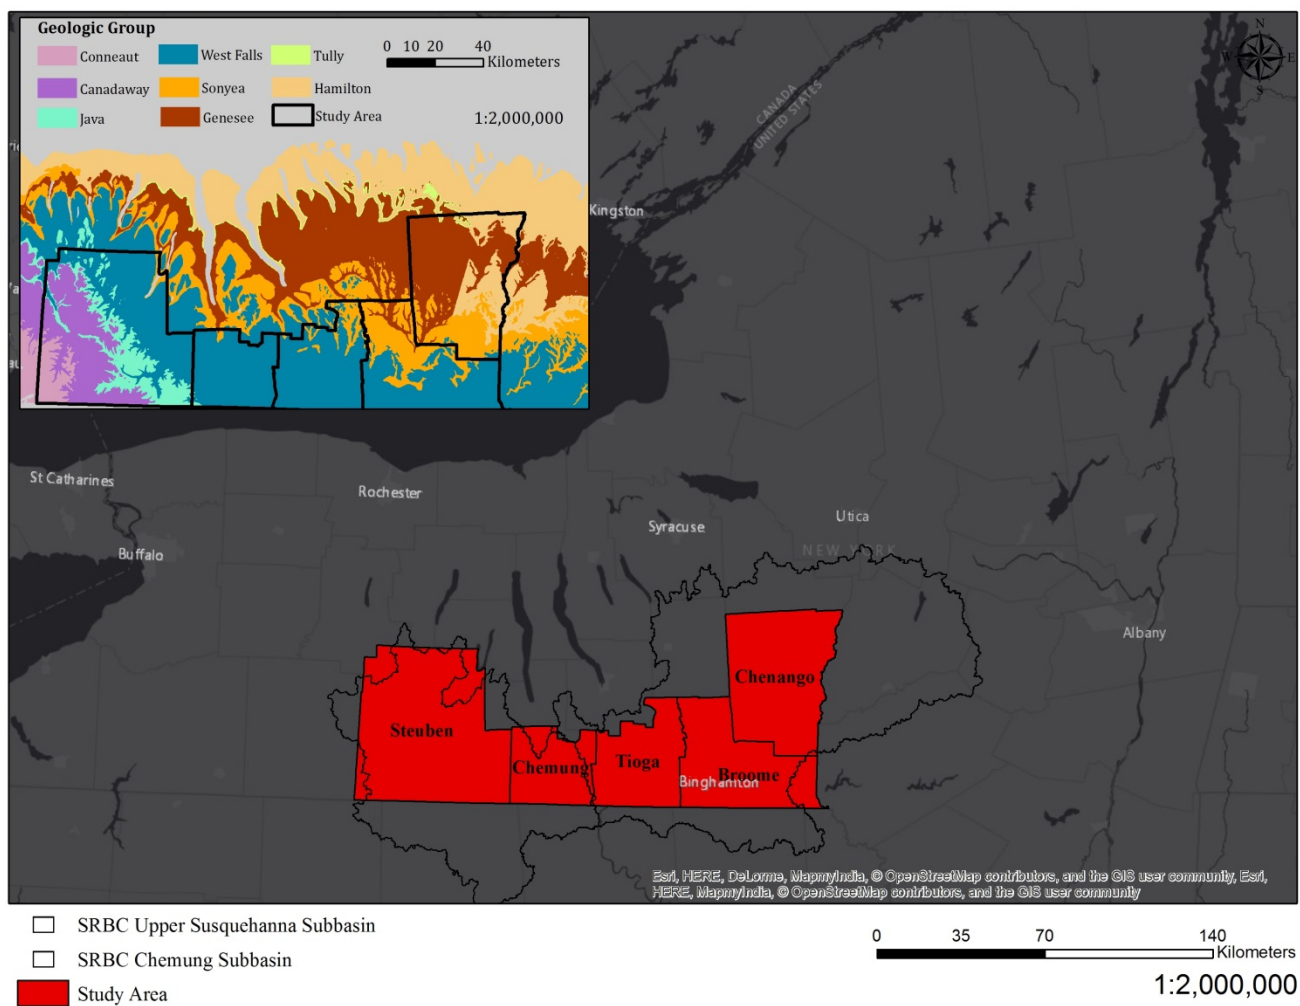 Geologic Group
Conneaut
West Falls
Tully
Canadaway
Sonyea
Hamilton
Java
Genesee
Study Area
0 10 20 40
Kilometers
1:2,000,000
N
W E
S
CANADA
UNITED STATES
Kingston
St Catharines
Rochester
Buffalo
Syracuse
Utica
NEW YORK
Albany
Chenango
Steuben
Chemung
Tioga
Broome
Binghamton
Esri, HERE, DeLorme, MapmyIndia, © OpenStreetMap contributors, and the GIS user community, Esri,
HERE, MapmyIndia, © OpenStreetMap contributors, and the GIS user community
SRBC Upper Susquehanna Subbasin
SRBC Chemung Subbasin
Study Area
0 35 70 140
Kilometers
1:2,000,000